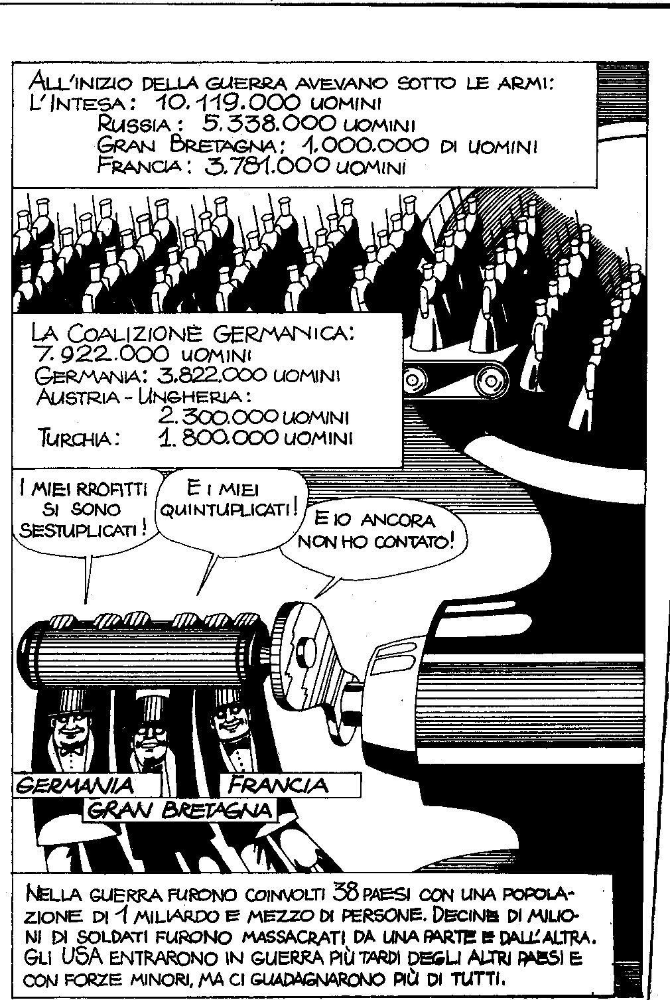 ALL'INIZIO DELLA GUERRA AVEVANO SOTTO LE ARMI:
L'INTESA: 10.119.000 UOMINI
RUSSIA: 5.338.000 UOMINI
GRAN BRETAGNA: 1.000.000 DI UOMINI
FRANCIA: 3.781.000 UOMINI
LA COALIZIONE GERMANICA:
7.922.000 UOMINI
GERMANIA: 3.822.000 UOMINI
AUSTRIA-UNGHERIA:
2.300.000 UOMINI
TURCHIA: 1.800.000 UOMINI
I MIEI RROFITTI
SI SONO
SESTUPLICATI!
E I MIEI
QUINTUPLICATI!
E IO ANCORA
NON HO CONTATO!
GERMANIA
FRANCIA
GRAN BRETAGNA
NELLA GUERRA FURONO COINVOLTI 38 PAESI CON UNA POPOLA-
ZIONE DI 1 MILIARDO E MEZZO DI PERSONE. DECINE DI MILIO-
NI DI SOLDATI FURONO MASSACRATI DA UNA PARTE E DALL'ALTRA.
GLI USA ENTRARONO IN GUERRA PIÙ TARDI DEGLI ALTRI PAESI E
CON FORZE MINORI, MA CI GUADAGNARONO PIÙ DI TUTTI.